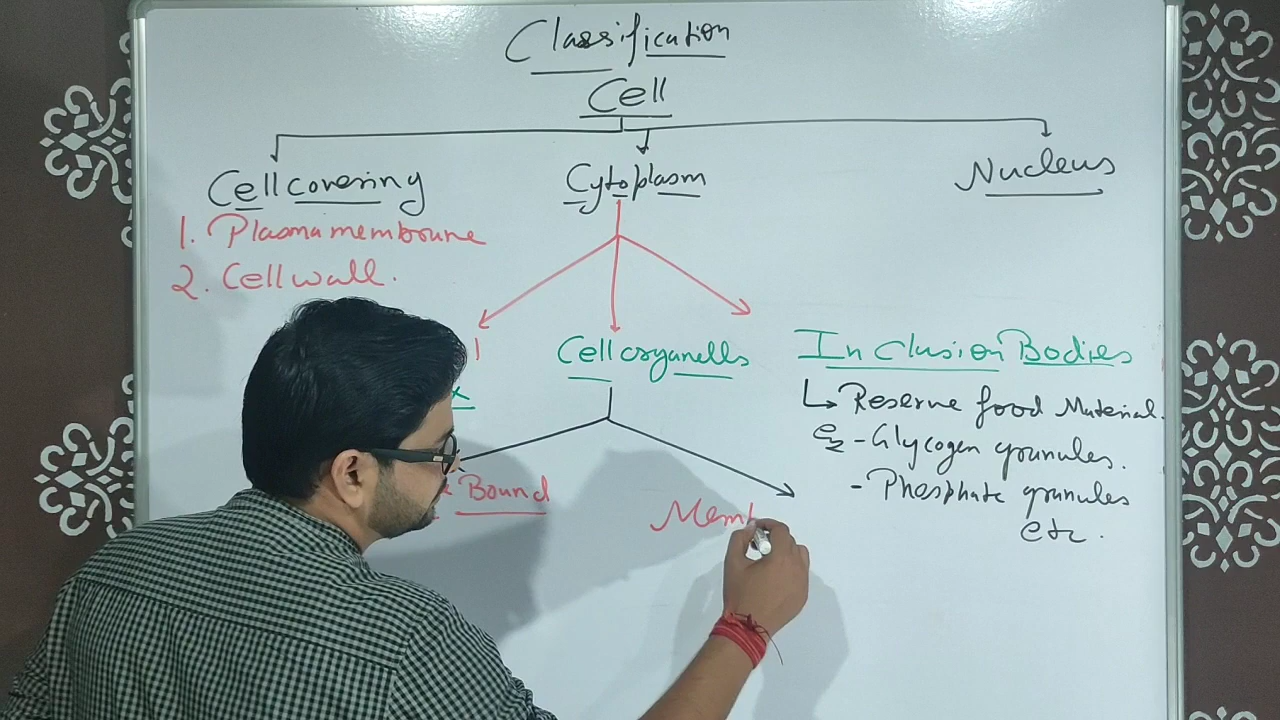 Classification
Cell
Cell covering
Cytoplasm
Nucleus
1. Plasma membourne
2. Cell wall.
Cell organells
Inclusion Bodies
↳ Reserve food Material.
eg - Glycogen granules.
- Phosphate granules
etc.
Bound
Memb